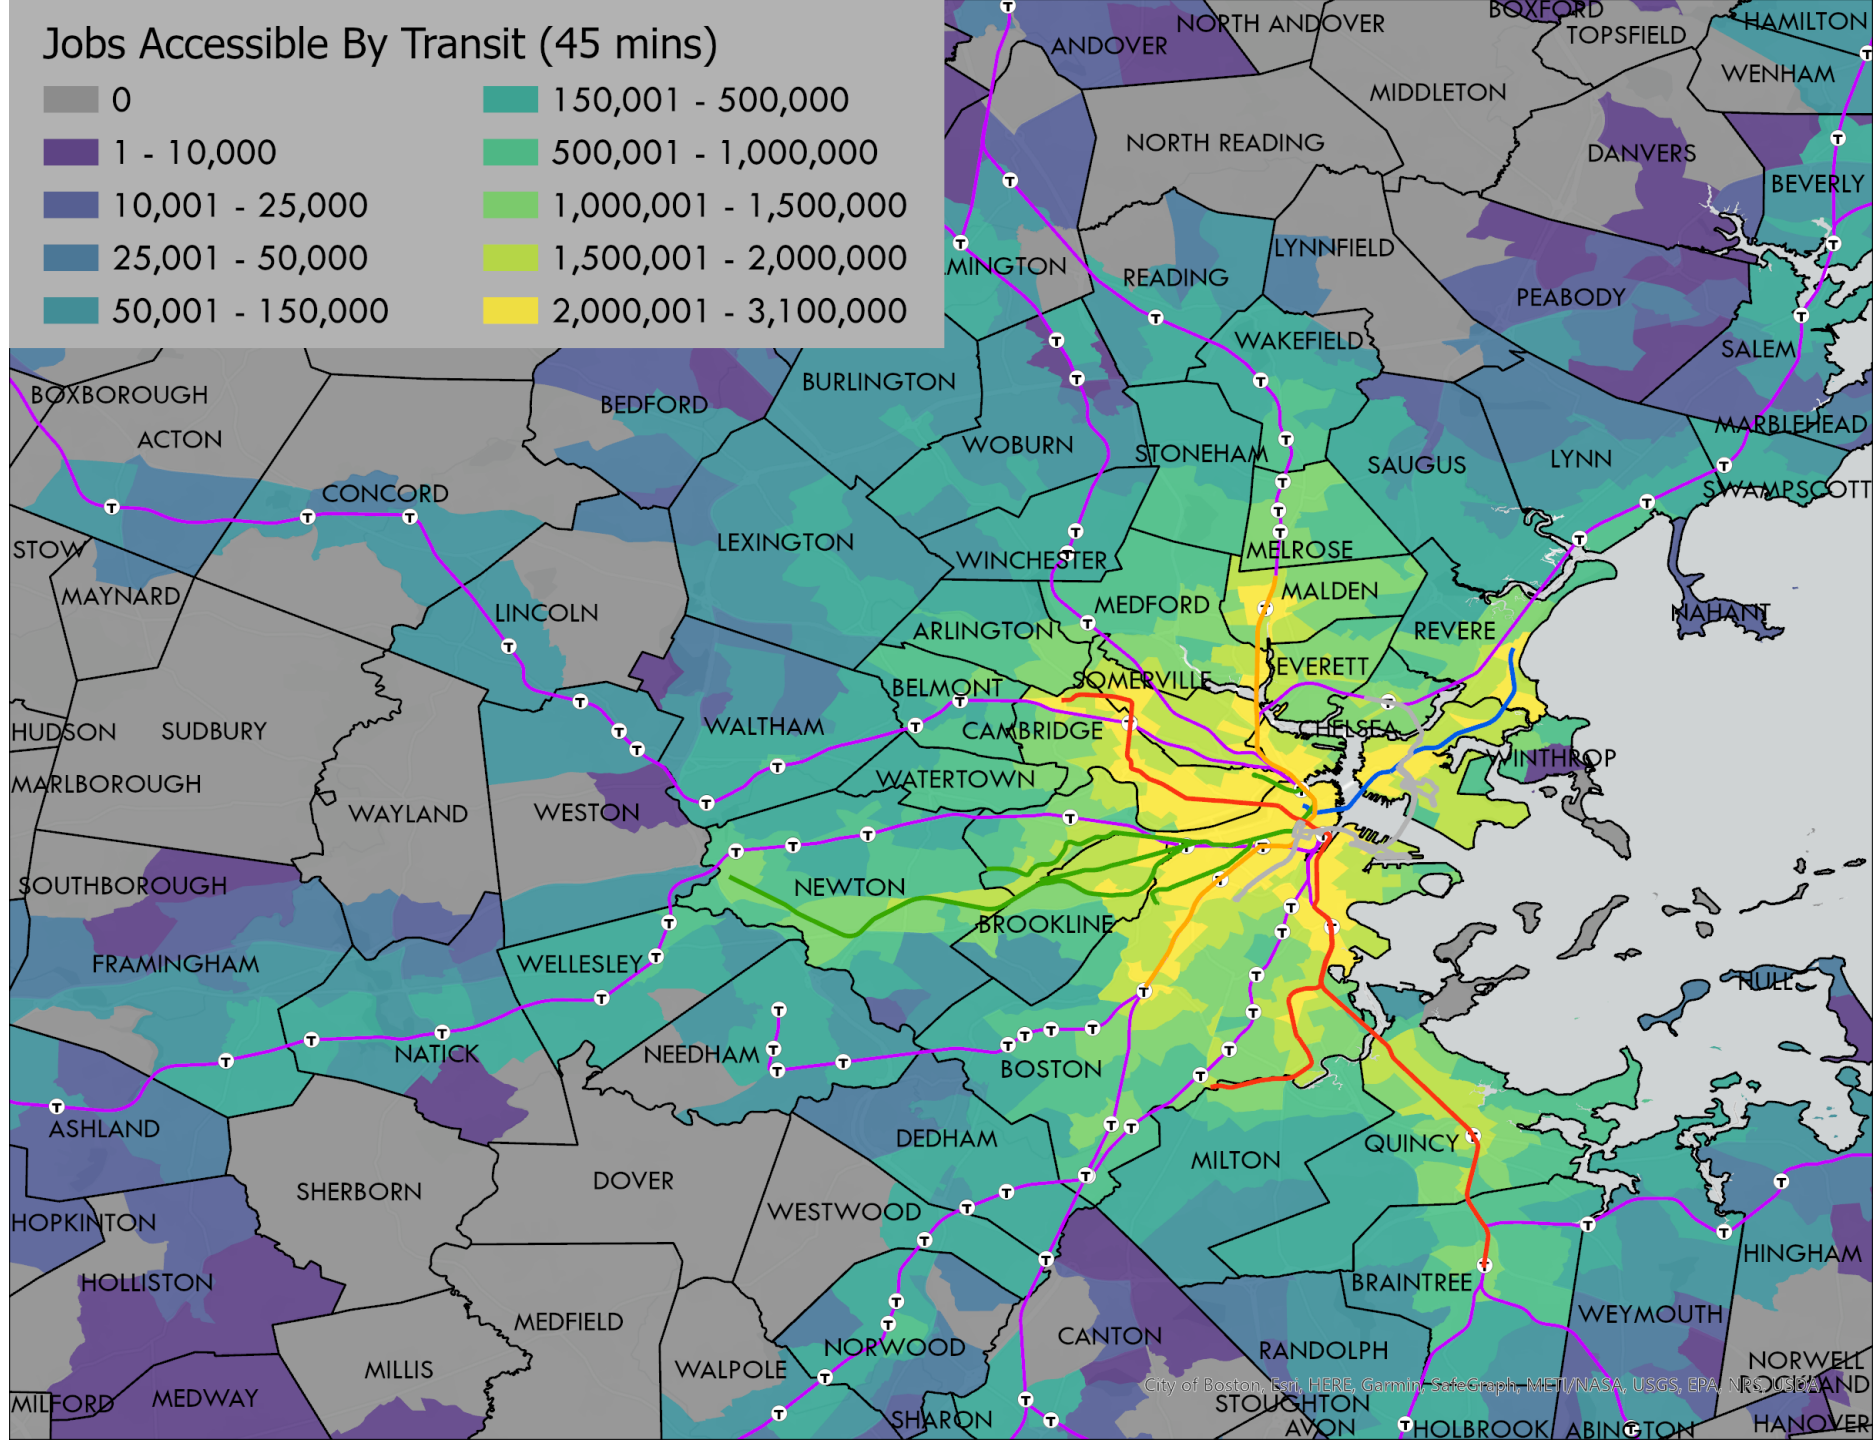 Jobs Accessible By Transit (45 mins)
0
1 - 10,000
10,001 - 25,000
25,001 - 50,000
50,001 - 150,000
150,001 - 500,000
500,001 - 1,000,000
1,000,001 - 1,500,000
1,500,001 - 2,000,000
2,000,001 - 3,100,000
BOXFORD
NORTH ANDOVER
HAMILTON
TOPSFIELD
ANDOVER
WENHAM
MIDDLETON
NORTH READING
DANVERS
BEVERLY
LYNNFIELD
MINGTON
READING
PEABODY
WAKEFIELD
SALEM
BURLINGTON
BOXBOROUGH
BEDFORD
MARBLEHEAD
ACTON
WOBURN
STONEHAM
LYNN
SAUGUS
CONCORD
SWAMPSCOTT
LEXINGTON
STOW
MELROSE
WINCHESTER
MALDEN
MAYNARD
MEDFORD
LINCOLN
NAHANT
ARLINGTON
REVERE
EVERETT
SOMERVILLE
BELMONT
WALTHAM
CHELSEA
HUDSON
SUDBURY
CAMBRIDGE
WINTHROP
WATERTOWN
MARLBOROUGH
WAYLAND
WESTON
SOUTHBOROUGH
NEWTON
BROOKLINE
FRAMINGHAM
WELLESLEY
HULL
NATICK
NEEDHAM
BOSTON
ASHLAND
DEDHAM
QUINCY
MILTON
DOVER
SHERBORN
WESTWOOD
HOPKINTON
HINGHAM
HOLLISTON
BRAINTREE
WEYMOUTH
MEDFIELD
CANTON
NORWOOD
RANDOLPH
NORWELL
MILLIS
WALPOLE
City of Boston, Esri, HERE, Garmin, SafeGraph, METI/NASA, USGS, EPA, NPS, USDA
ROCKLAND
MILFORD
MEDWAY
STOUGHTON
SHARON
AVON
HOLBROOK
ABINGTON
HANOVER